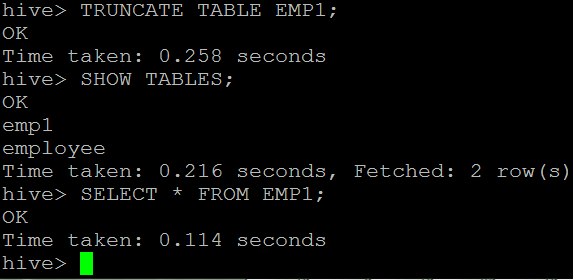 hive> TRUNCATE TABLE EMP1;
OK
Time taken: 0.258 seconds
hive> SHOW TABLES;
OK
emp1
employee
Time taken: 0.216 seconds, Fetched: 2 row(s)
hive> SELECT * FROM EMP1;
OK
Time taken: 0.114 seconds
hive>